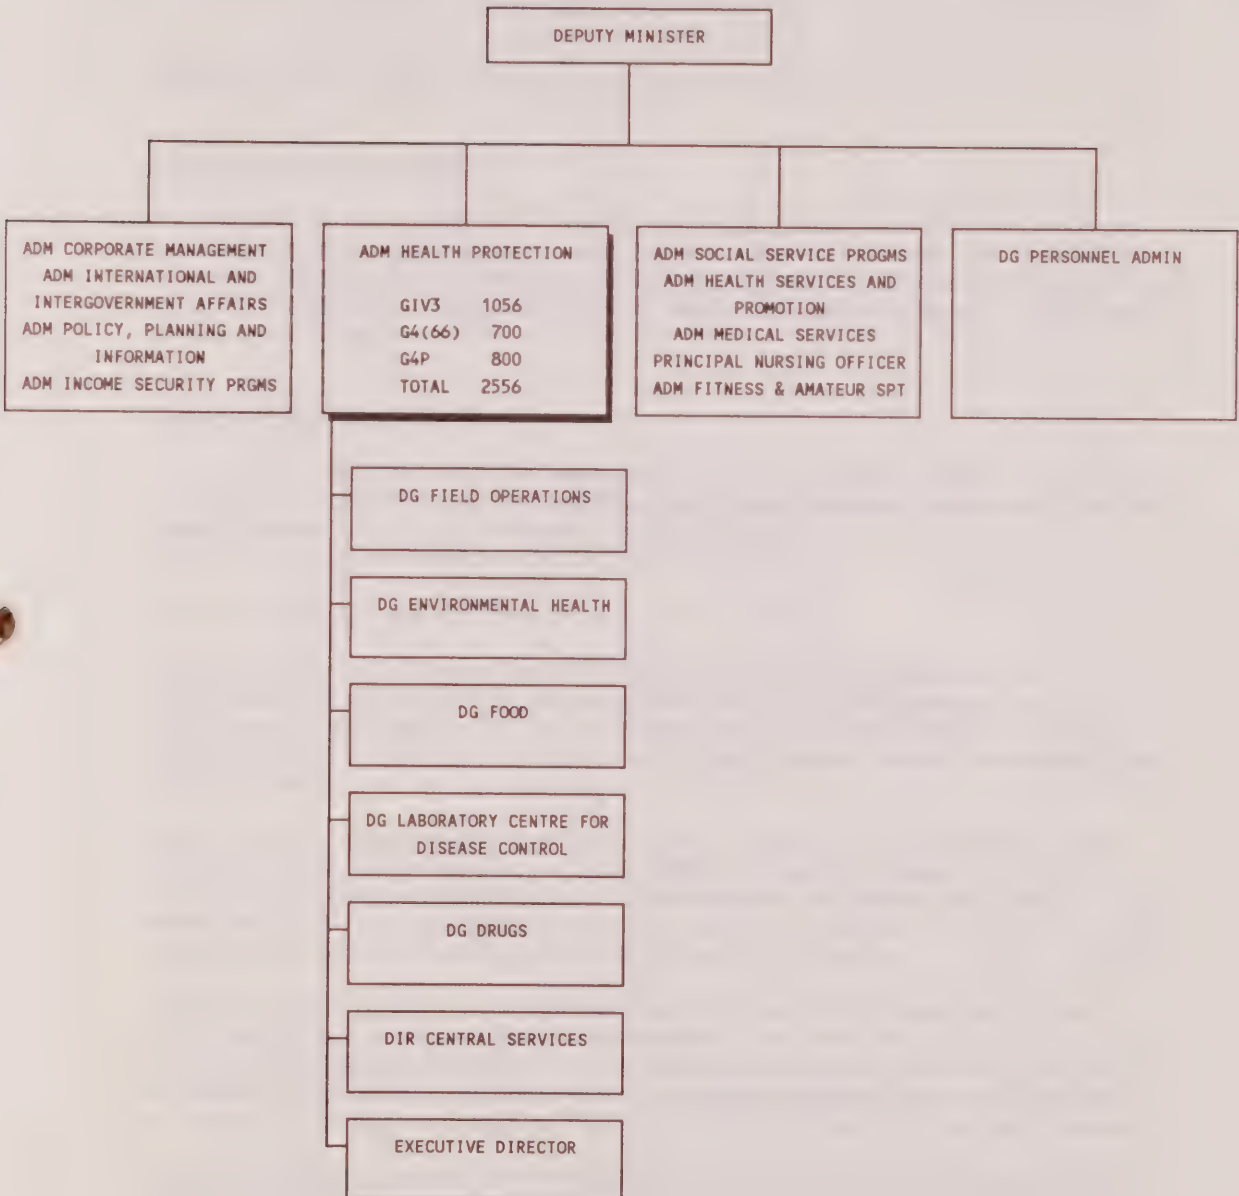 DEPUTY MINISTER
ADM CORPORATE MANAGEMENT
ADM INTERNATIONAL AND
INTERGOVERNMENT AFFAIRS
ADM POLICY, PLANNING AND
INFORMATION
ADM INCOME SECURITY PRGMS
ADM HEALTH PROTECTION
GIV3 1056
G4(66) 700
G4P 800
TOTAL 2556
ADM SOCIAL SERVICE PROGMS
ADM HEALTH SERVICES AND
PROMOTION
ADM MEDICAL SERVICES
PRINCIPAL NURSING OFFICER
ADM FITNESS & AMATEUR SPT
DG PERSONNEL ADMIN
DG FIELD OPERATIONS
DG ENVIRONMENTAL HEALTH
DG FOOD
DG LABORATORY CENTRE FOR
DISEASE CONTROL
DG DRUGS
DIR CENTRAL SERVICES
EXECUTIVE DIRECTOR